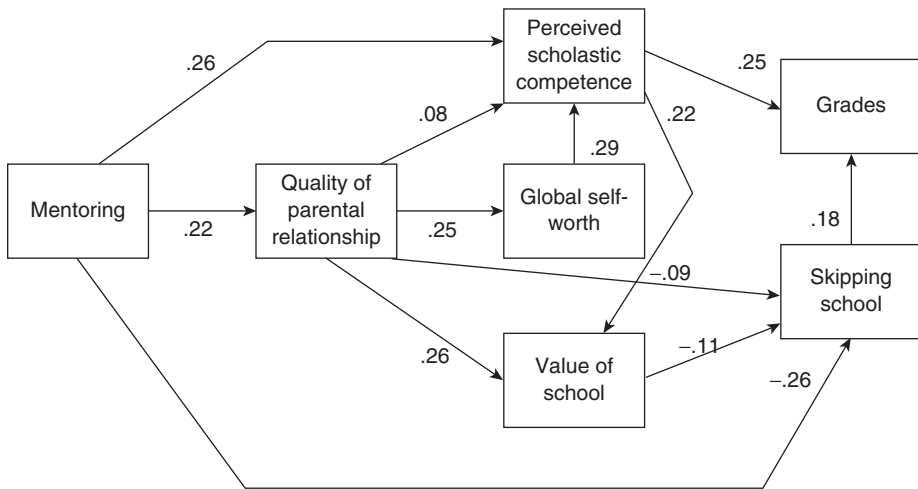 Perceived
scholastic
competence
.26
.25
Grades
.08
.22
.29
Mentoring
Quality of
parental
relationship
Global self-
worth
.22
.25
.18
Skipping
school
–.09
.26
Value of
school
–.11
–.26